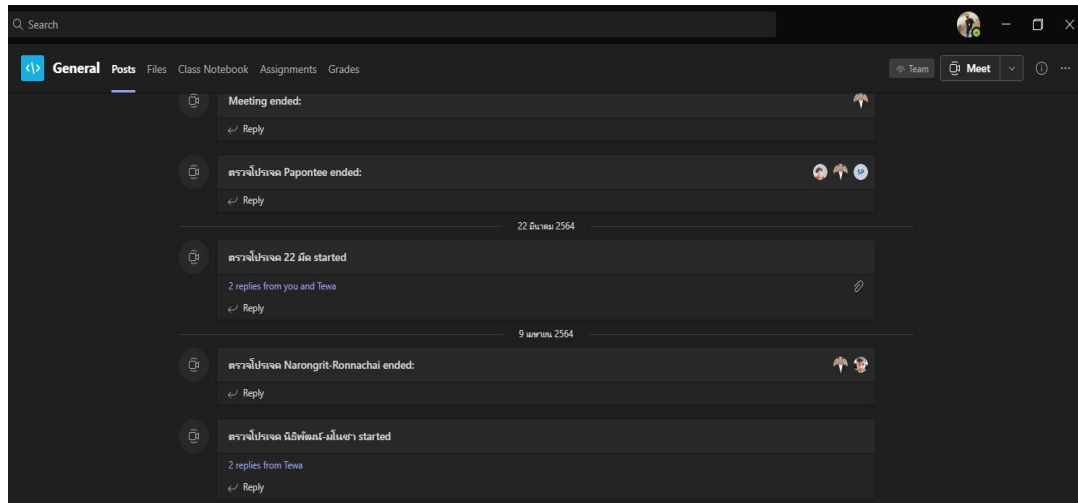 Search
General Posts Files Class Notebook Assignments Grades Team Meet
Meeting ended:
Reply
ตรวจโปรเจค Papontee ended:
SP
Reply
22 มีนาคม 2564
ตรวจโปรเจค 22 มีค started
2 replies from you and Tewa
Reply
9 เมษายน 2564
ตรวจโปรเจค Narongrit-Ronnachai ended:
Reply
ตรวจโปรเจค นิธิพัฒน์-มโนชา started
2 replies from Tewa
Reply